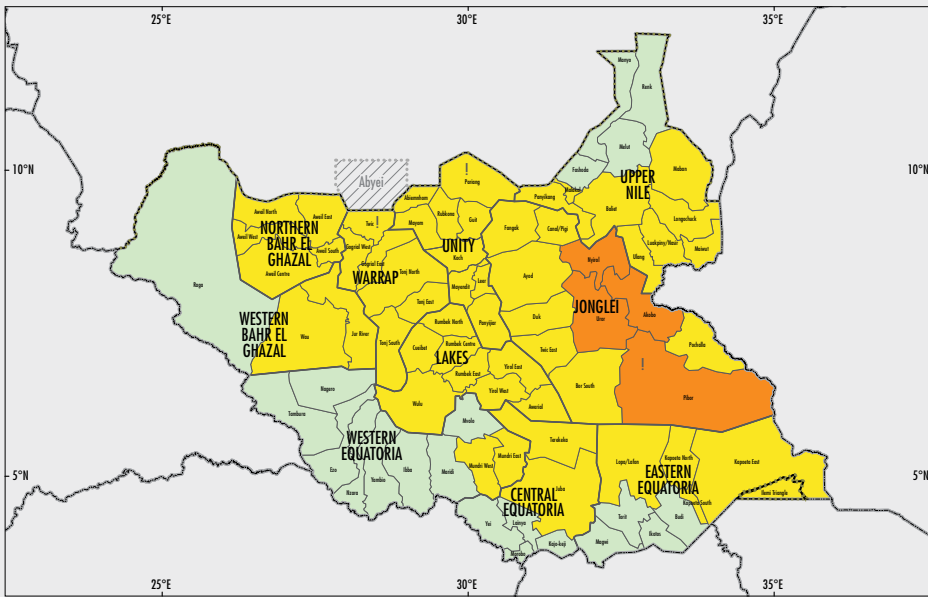 25°E
30°E
35°E
Manyo
Renk
10°N
10°N
Melut
Fashoda
Maban
Abyei
!
Pariang
UPPER
NILE
Abiemnhom
Panyikang
Malakal
Baliet
Aweil North
Aweil East
Twic
!
Mayom
Rubkona
Guit
Fangak
Canal/Pigi
Longochuk
Aweil West
NORTHERN
BAHR EL
GHAZAL
Aweil South
Gogrial West
UNITY
Luakpiny/Nasir
Maiwut
Ulang
Koch
Nyirol
Aweil Centre
Gogrial East
WARRAP
Tonj North
Mayendit
Leer
Ayod
Raga
Tonj East
JONGLEI
Uror
Akobo
WESTERN
BAHR EL
GHAZAL
Wau
Jur River
Tonj South
Rumbek North
Panyijiar
Duk
Pochalla
Cueibet
Rumbek Centre
LAKES
Rumbek East
Yirol East
Twic East
!
Yirol West
Bor South
Pibor
Nagero
Wulu
Awerial
Tambura
Mvolo
WESTERN
EQUATORIA
Terekeka
Ezo
Yambio
Ibba
Maridi
Mundri West
Mundri East
Lopa/Lafon
Kapoeta North
Kapoeta East
5°N
5°N
EASTERN
EQUATORIA
Nzara
Juba
CENTRAL
EQUATORIA
Kapoeta South
Ilemi Triangle
Yei
Lainya
Torit
Budi
Ikotos
Magwi
Kajo-keji
Morobo
25°E
30°E
35°E